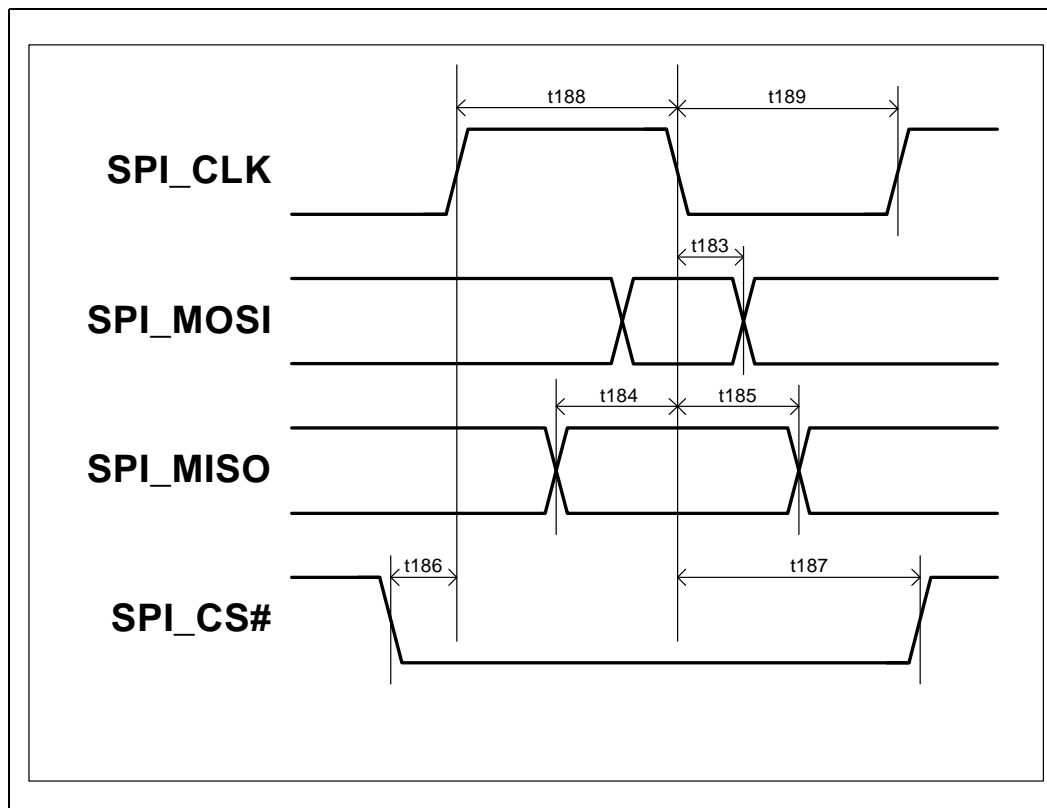 t188 t189
SPI_CLK
t183
SPI_MOSI
t184 t185
SPI_MISO
t186 t187
SPI_CS#